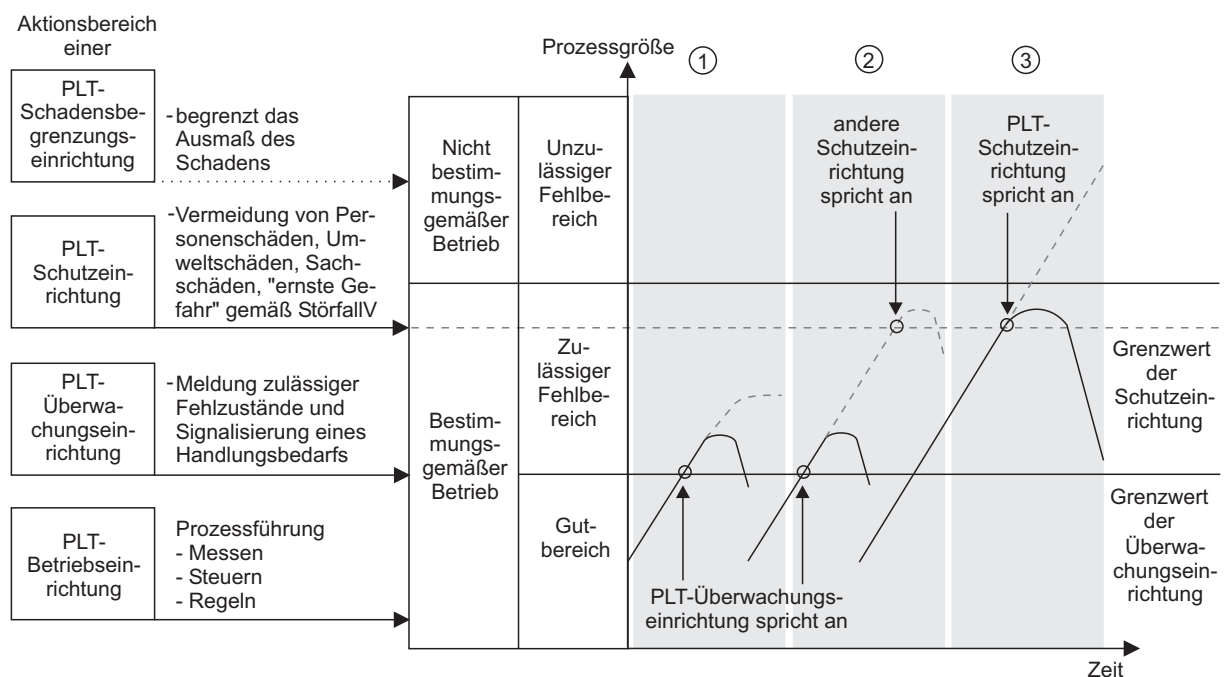 Aktionsbereich
einer
PLT-
Schadensbe-
grenzungs-
einrichtung
-begrenzt das
Ausmaß des
Schadens
PLT-
Schutzein-
richtung
-Vermeidung von Per-
sonenschäden, Um-
weltschäden, Sach-
schäden, "ernste Ge-
fahr" gemäß StörfallV
PLT-
Überwa-
chungsein-
richtung
-Meldung zulässiger
Fehlzustände und
Signalisierung eines
Handlungsbedarfs
PLT-
Betriebsein-
richtung
Prozessführung
- Messen
- Steuern
- Regeln
Nicht
bestim-
mungs-
gemäßer
Betrieb
Unzu-
lässiger
Fehlbe-
reich
Bestim-
mungs-
gemäßer
Betrieb
Zu-
lässiger
Fehlbe-
reich
Gut-
bereich
Prozessgröße
1
2
3
andere
Schutzein-
richtung
spricht an
PLT-
Schutzein-
richtung
spricht an
PLT-Überwachungs-
einrichtung spricht an
Grenzwert
der
Schutzein-
richtung
Grenzwert
der
Überwa-
chungsein-
richtung
Zeit